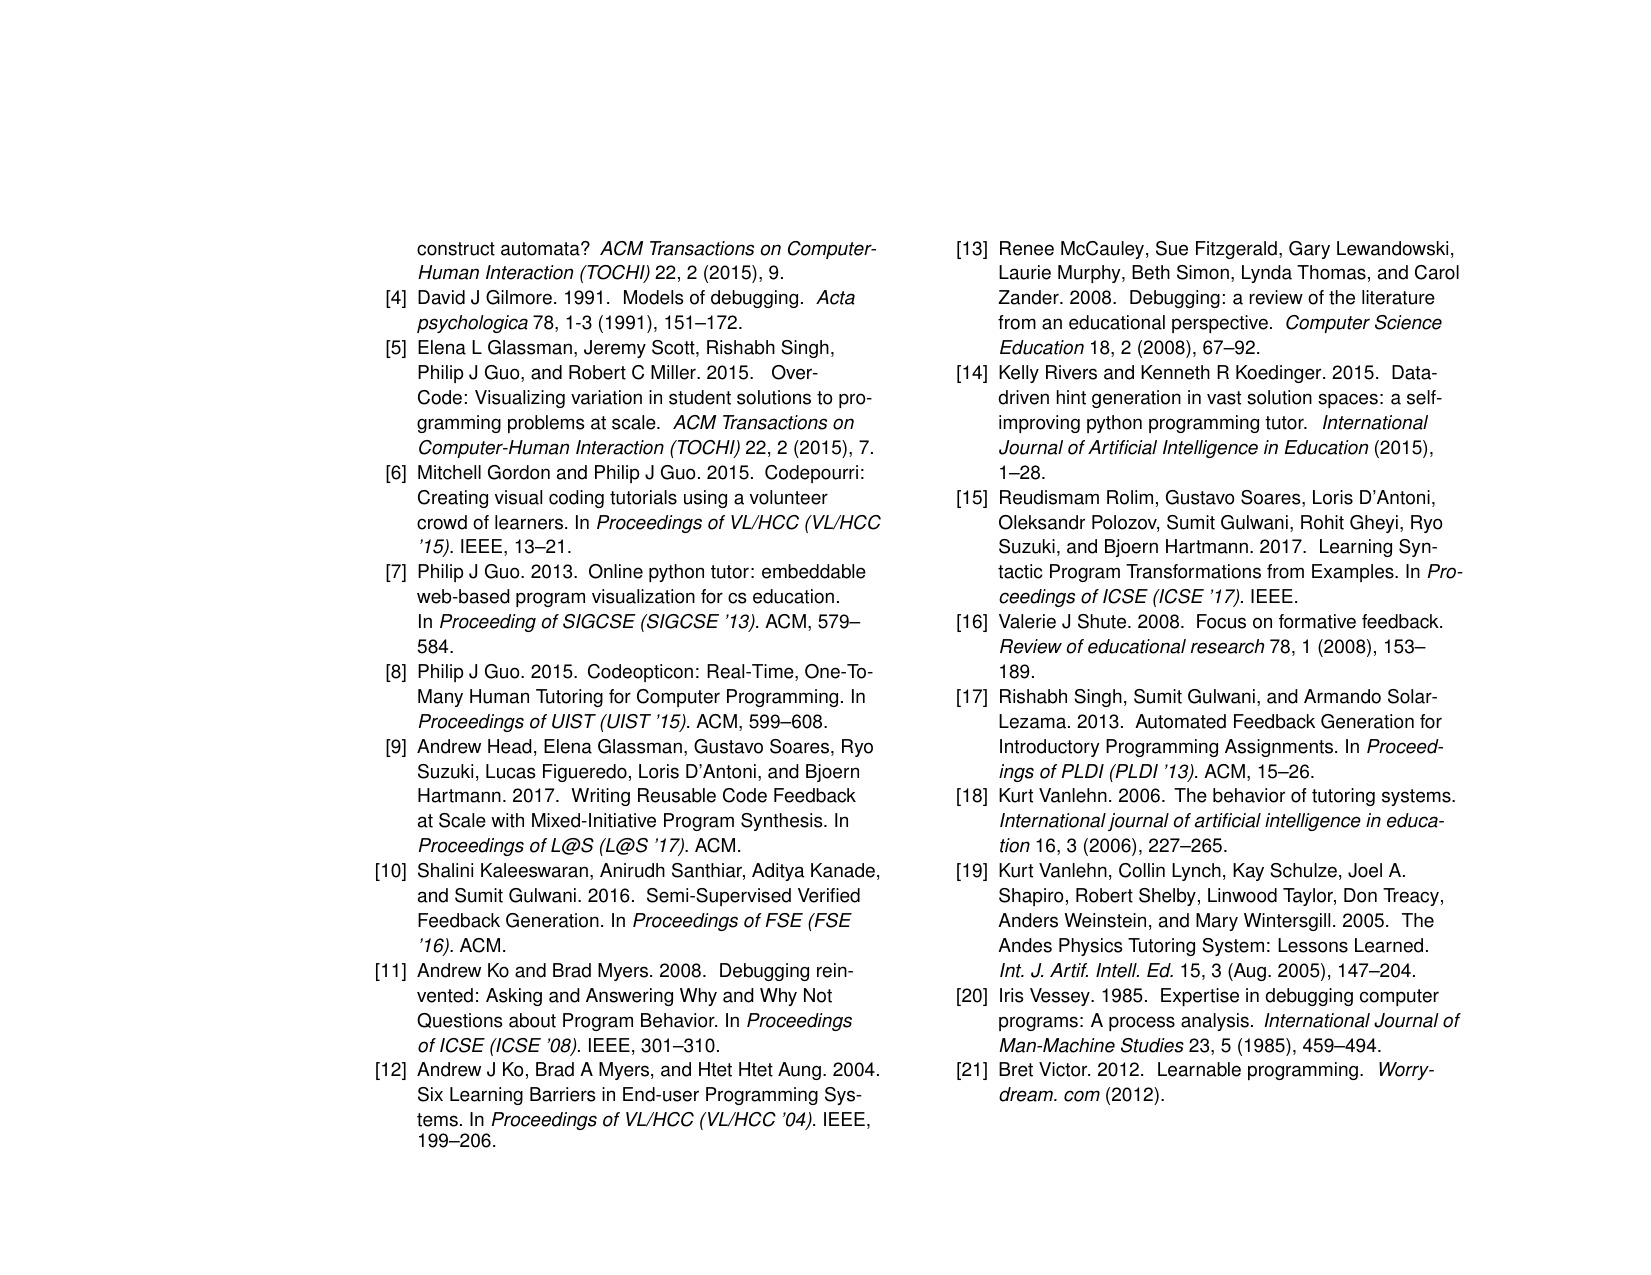 construct automata? ACM Transactions on Computer-
Human Interaction (TOCHI) 22, 2 (2015), 9.
[4] David J Gilmore. 1991. Models of debugging. Acta
psychologica 78, 1-3 (1991), 151–172.
[5] Elena L Glassman, Jeremy Scott, Rishabh Singh,
Philip J Guo, and Robert C Miller. 2015. Over-
Code: Visualizing variation in student solutions to pro-
gramming problems at scale. ACM Transactions on
Computer-Human Interaction (TOCHI) 22, 2 (2015), 7.
[6] Mitchell Gordon and Philip J Guo. 2015. Codepourri:
Creating visual coding tutorials using a volunteer
crowd of learners. In Proceedings of VL/HCC (VL/HCC
’15). IEEE, 13–21.
[7] Philip J Guo. 2013. Online python tutor: embeddable
web-based program visualization for cs education.
In Proceeding of SIGCSE (SIGCSE ’13). ACM, 579–
584.
[8] Philip J Guo. 2015. Codeopticon: Real-Time, One-To-
Many Human Tutoring for Computer Programming. In
Proceedings of UIST (UIST ’15). ACM, 599–608.
[9] Andrew Head, Elena Glassman, Gustavo Soares, Ryo
Suzuki, Lucas Figueredo, Loris D’Antoni, and Bjoern
Hartmann. 2017. Writing Reusable Code Feedback
at Scale with Mixed-Initiative Program Synthesis. In
Proceedings of L@S (L@S ’17). ACM.
[10] Shalini Kaleeswaran, Anirudh Santhiar, Aditya Kanade,
and Sumit Gulwani. 2016. Semi-Supervised Verified
Feedback Generation. In Proceedings of FSE (FSE
’16). ACM.
[11] Andrew Ko and Brad Myers. 2008. Debugging rein-
vented: Asking and Answering Why and Why Not
Questions about Program Behavior. In Proceedings
of ICSE (ICSE ’08). IEEE, 301–310.
[12] Andrew J Ko, Brad A Myers, and Htet Htet Aung. 2004.
Six Learning Barriers in End-user Programming Sys-
tems. In Proceedings of VL/HCC (VL/HCC ’04). IEEE,
199–206.
[13] Renee McCauley, Sue Fitzgerald, Gary Lewandowski,
Laurie Murphy, Beth Simon, Lynda Thomas, and Carol
Zander. 2008. Debugging: a review of the literature
from an educational perspective. Computer Science
Education 18, 2 (2008), 67–92.
[14] Kelly Rivers and Kenneth R Koedinger. 2015. Data-
driven hint generation in vast solution spaces: a self-
improving python programming tutor. International
Journal of Artificial Intelligence in Education (2015),
1–28.
[15] Reudismam Rolim, Gustavo Soares, Loris D’Antoni,
Oleksandr Polozov, Sumit Gulwani, Rohit Gheyi, Ryo
Suzuki, and Bjoern Hartmann. 2017. Learning Syn-
tactic Program Transformations from Examples. In Pro-
ceedings of ICSE (ICSE ’17). IEEE.
[16] Valerie J Shute. 2008. Focus on formative feedback.
Review of educational research 78, 1 (2008), 153–
189.
[17] Rishabh Singh, Sumit Gulwani, and Armando Solar-
Lezama. 2013. Automated Feedback Generation for
Introductory Programming Assignments. In Proceed-
ings of PLDI (PLDI ’13). ACM, 15–26.
[18] Kurt Vanlehn. 2006. The behavior of tutoring systems.
International journal of artificial intelligence in educa-
tion 16, 3 (2006), 227–265.
[19] Kurt Vanlehn, Collin Lynch, Kay Schulze, Joel A.
Shapiro, Robert Shelby, Linwood Taylor, Don Treacy,
Anders Weinstein, and Mary Wintersgill. 2005. The
Andes Physics Tutoring System: Lessons Learned.
Int. J. Artif. Intell. Ed. 15, 3 (Aug. 2005), 147–204.
[20] Iris Vessey. 1985. Expertise in debugging computer
programs: A process analysis. International Journal of
Man-Machine Studies 23, 5 (1985), 459–494.
[21] Bret Victor. 2012. Learnable programming. Worry-
dream. com (2012).